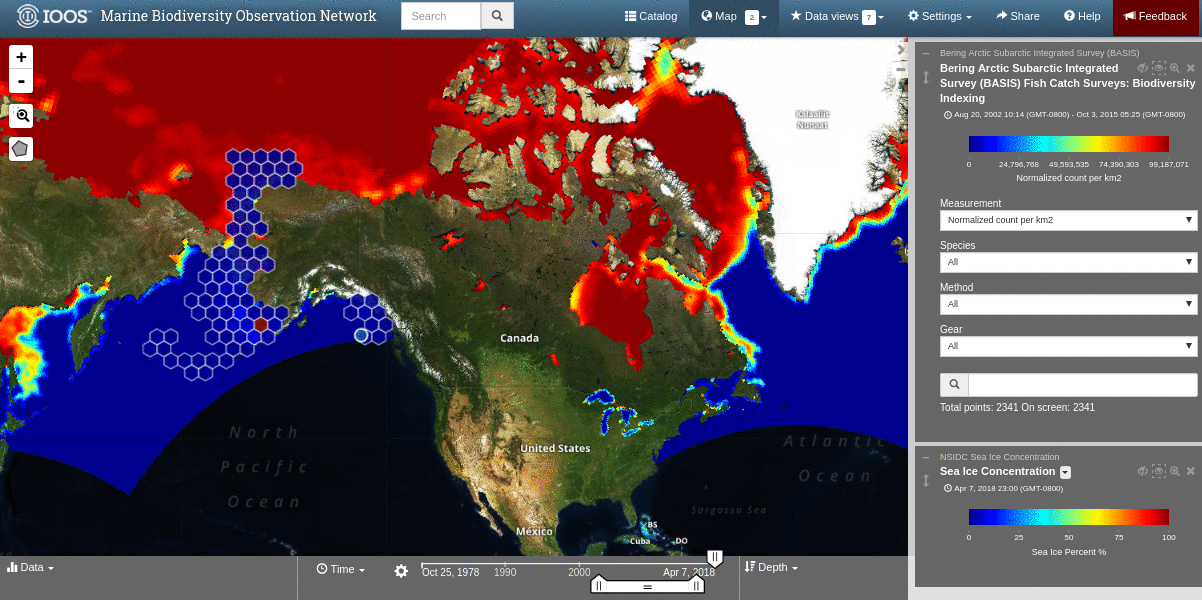 IOOS Marine Biodiversity Observation Network
Search
Catalog
Map 2
Data views 7
Settings
Share
Help
Feedback
+
-
Kalaallit
Nunaat
Canada
United States
México
Cuba
BS
DO
North
Pacific
Ocean
Atlantic
Ocean
Sargasso Sea
Bering Arctic Subarctic Integrated Survey (BASIS)
Bering Arctic Subarctic Integrated
Survey (BASIS) Fish Catch Surveys: Biodiversity
Indexing
Aug 20, 2002 10:14 (GMT-0800) - Oct 3, 2015 05:25 (GMT-0800)
0 24,796,768 49,593,535 74,390,303 99,187,071
Normalized count per km2
Measurement
Normalized count per km2
Species
All
Method
All
Gear
All
Total points: 2341 On screen: 2341
NSIDC Sea Ice Concentration
Sea Ice Concentration
Apr 7, 2018 23:00 (GMT-0800)
0 25 50 75 100
Sea Ice Percent %
Data
Time
Oct 25, 1978 1990 2000 Apr 7, 2018
Depth